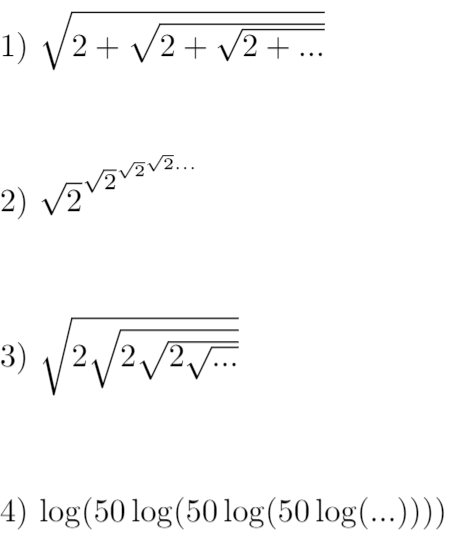 1) √(2 + √(2 + √(2 + ...)))
2) √2^√2^√2^√2^...
3) √(2√(2√(2√...)))
4) log(50 log(50 log(50 log(...))))